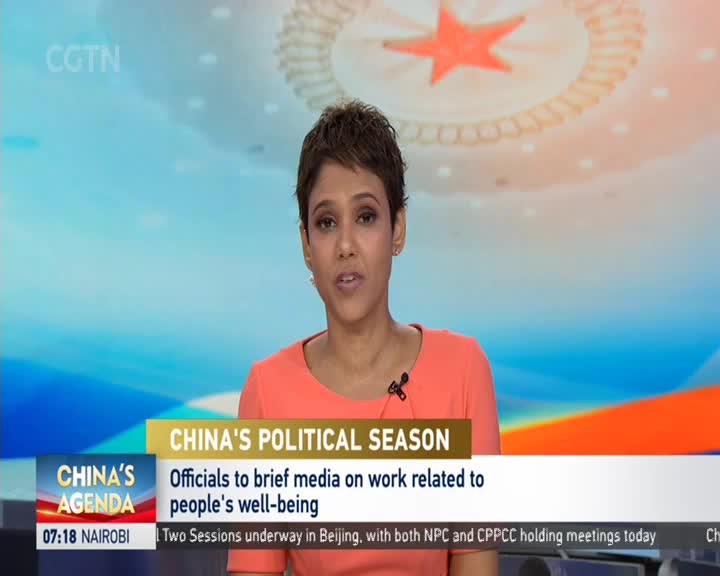 CGTN
CHINA'S POLITICAL SEASON
CHINA'S
AGENDA
Officials to brief media on work related to
people's well-being
07:18 NAIROBI
l Two Sessions underway in Beijing, with both NPC and CPPCC holding meetings today
Ch